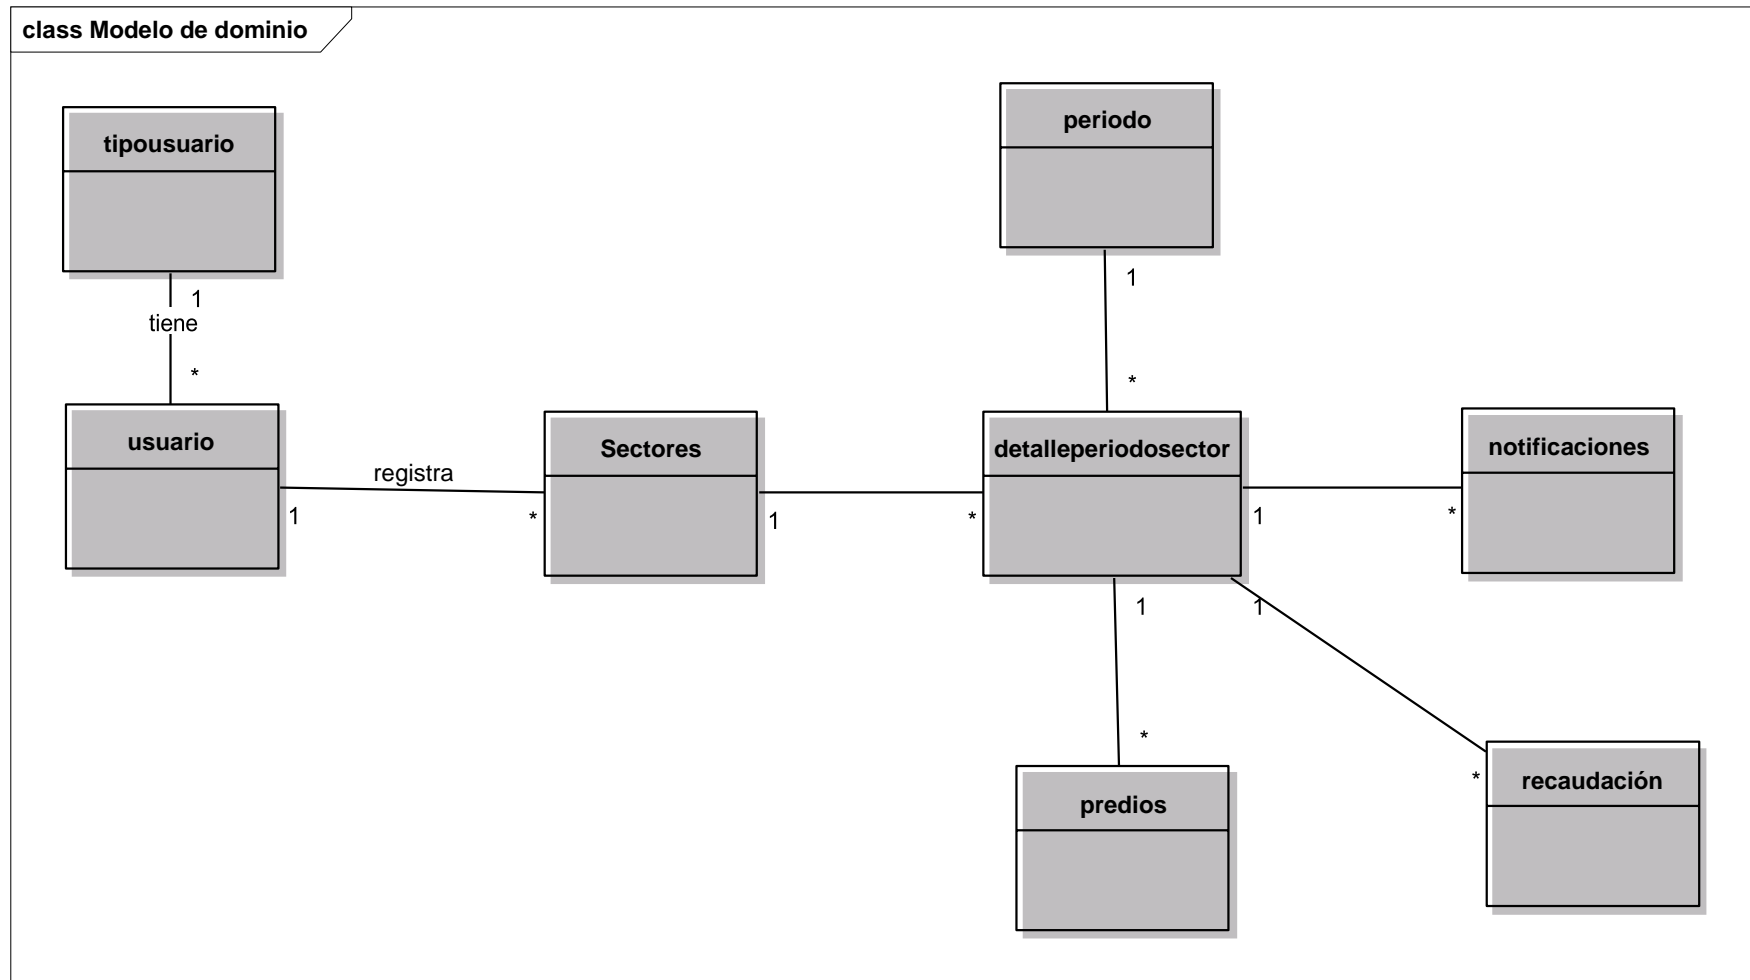 class Modelo de dominio
tipousuario
periodo
1
tiene
*
1
*
usuario
Sectores
detalleperiodosector
notificaciones
registra
1
*
1
*
1
*
1
1
*
*
predios
recaudación